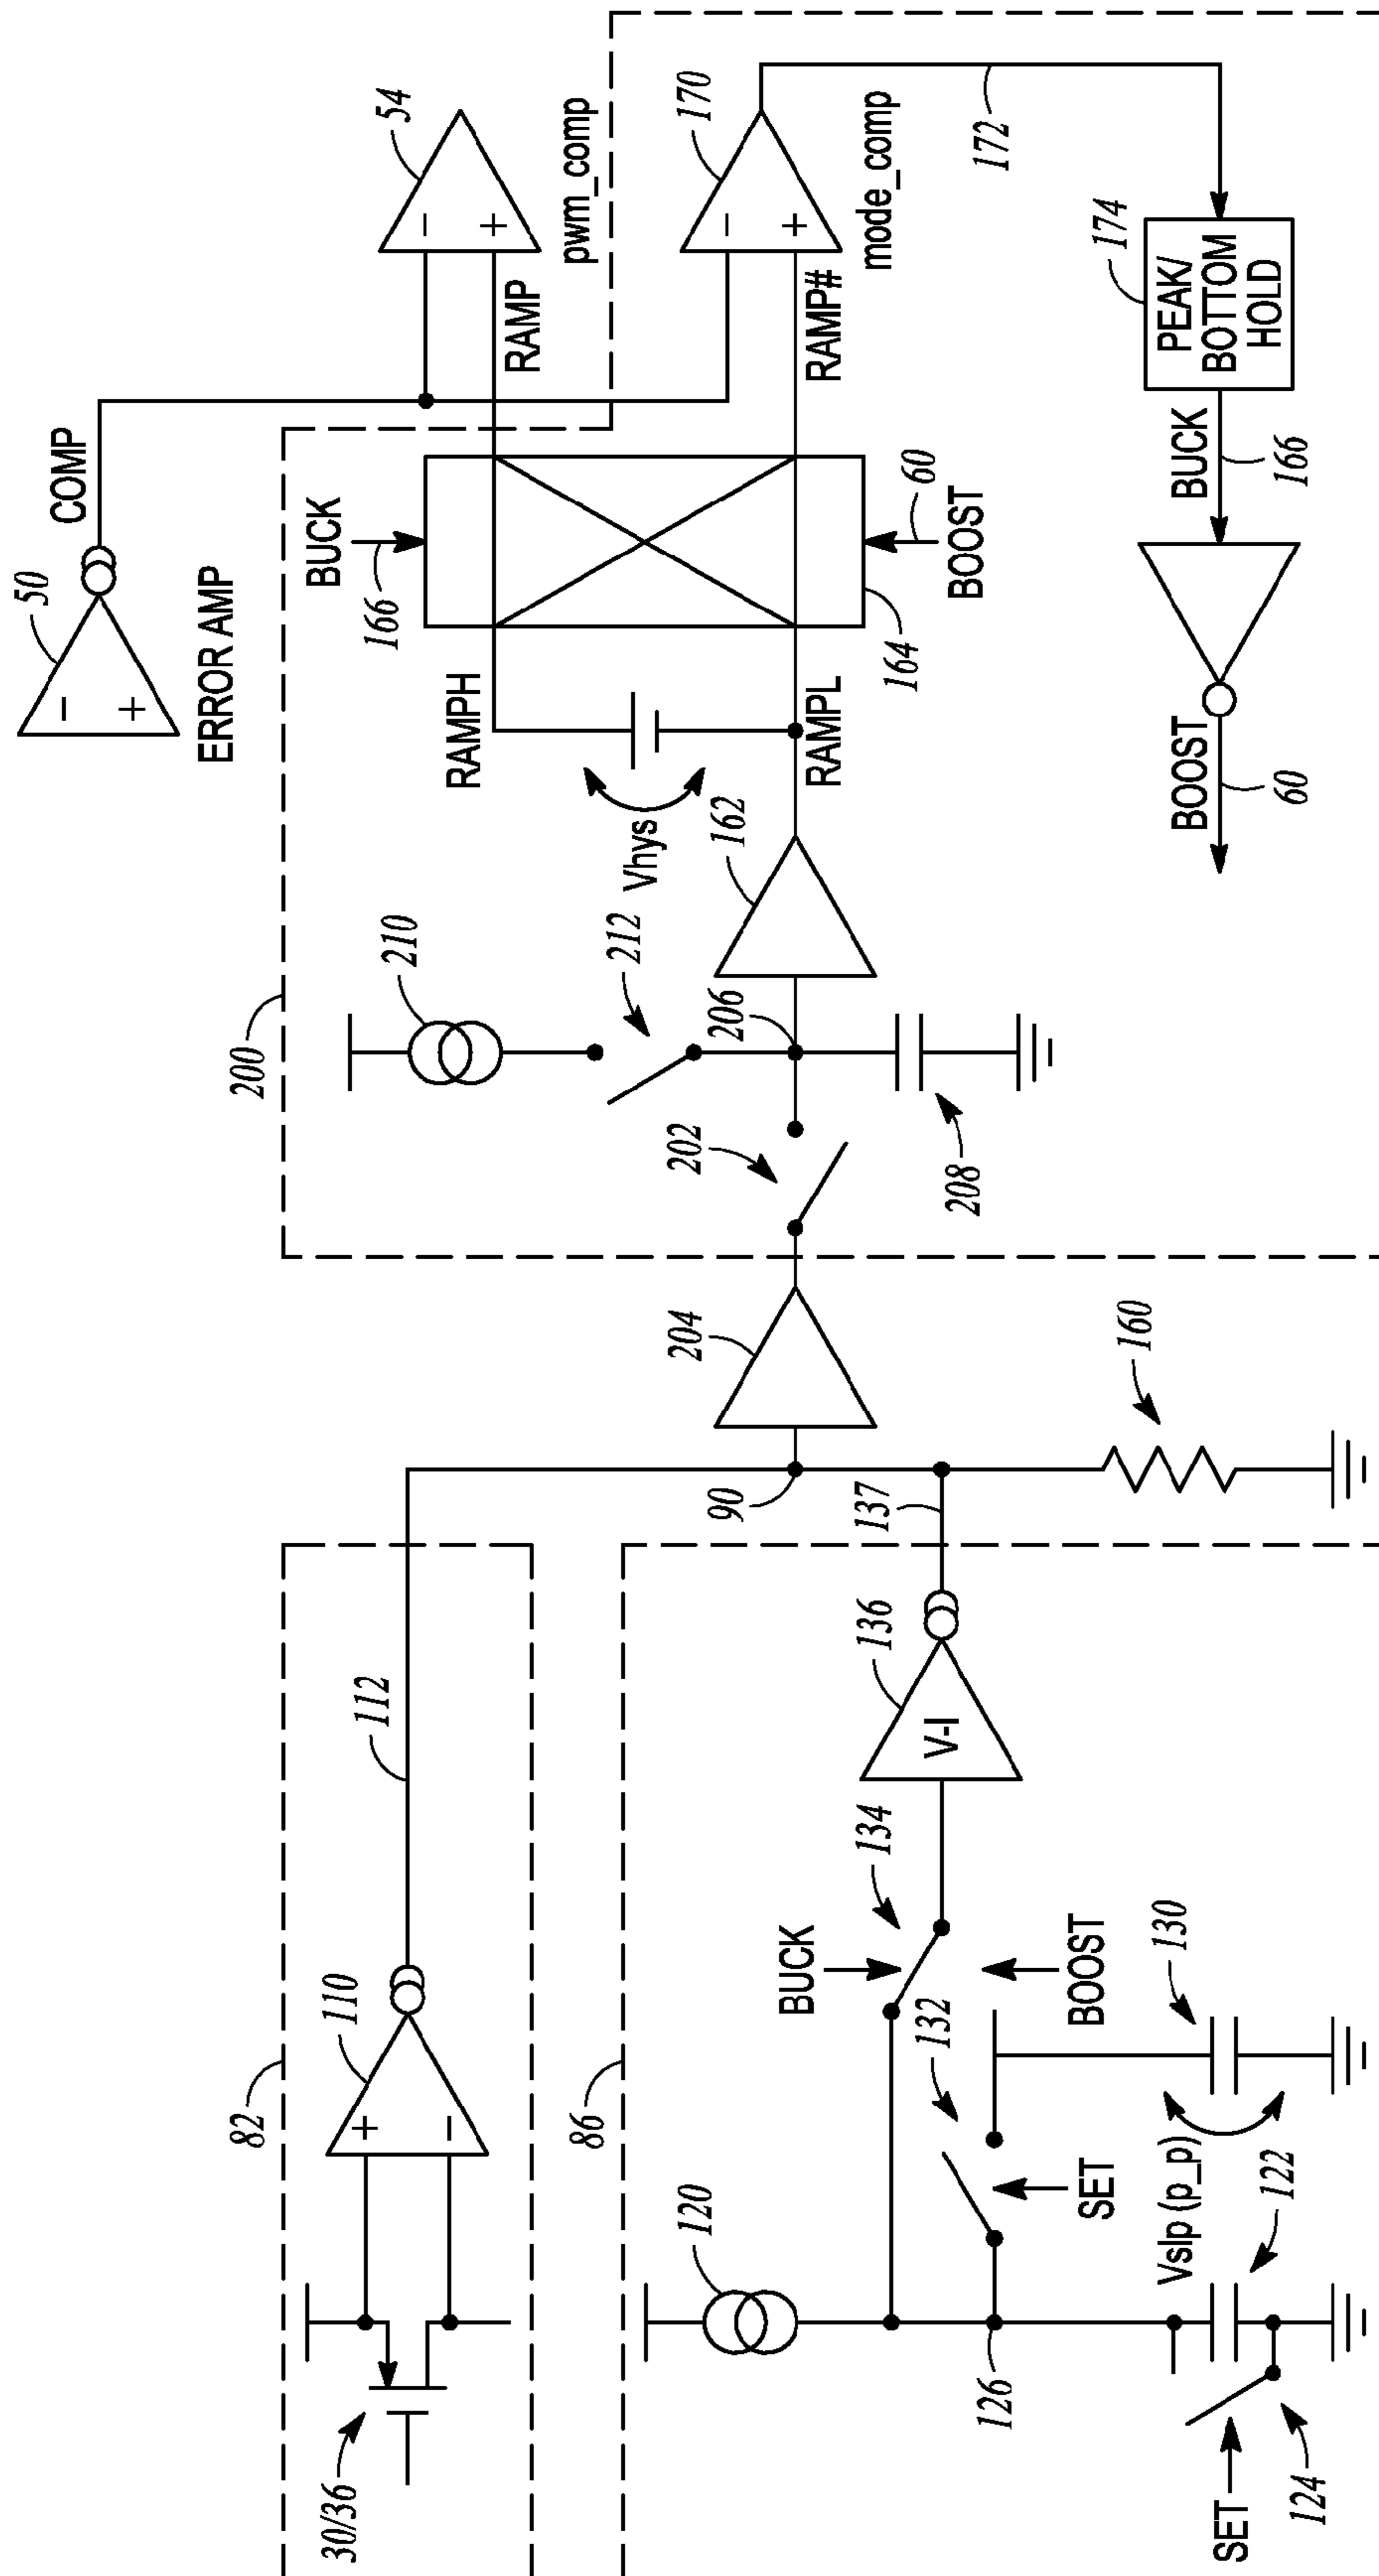 50
ERROR AMP
COMP
54
pwm_comp
RAMP
200
210
212
Vhys
RAMPH
BUCK
166
170
mode_comp
RAMP#
202
206
162
RAMPL
164
60
BOOST
208
172
174
PEAK/
BOTTOM
HOLD
BUCK
166
BOOST
60
82
30/36
110
112
90
204
160
86
120
126
132
SET
BUCK
134
BOOST
V-I
136
137
Vslp (p_p)
122
130
SET
124